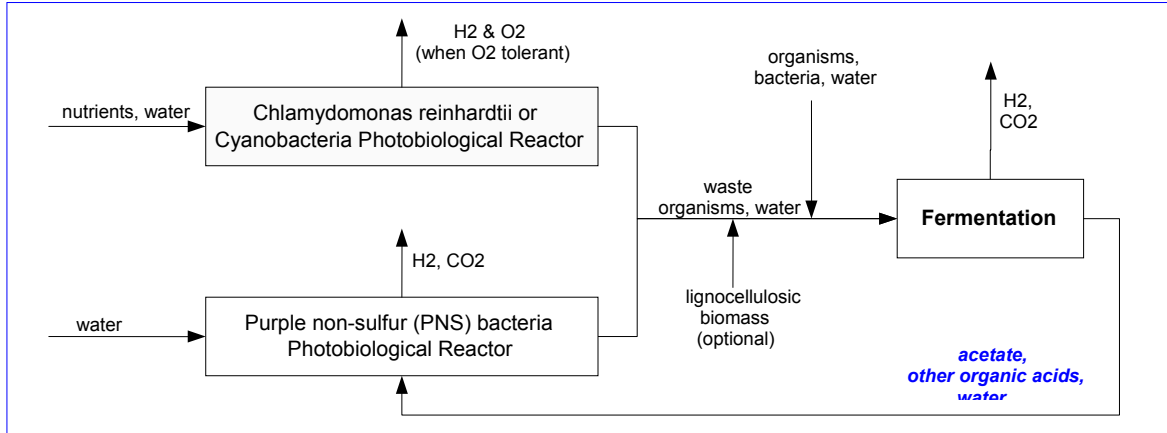 H2 & O2
(when O2 tolerant)
organisms,
bacteria, water
nutrients, water
Chlamydomonas reinhardtii or
Cyanobacteria Photobiological Reactor
H2,
CO2
waste
organisms, water
Fermentation
H2, CO2
lignocellulosic
biomass
(optional)
water
Purple non-sulfur (PNS) bacteria
Photobiological Reactor
acetate,
other organic acids,
water